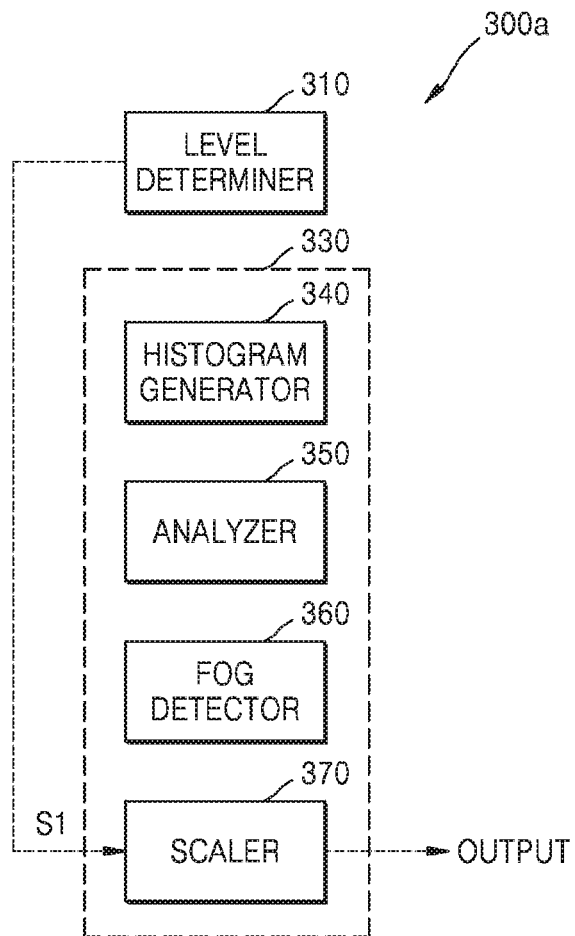 300a
310
LEVEL
DETERMINER
330
340
HISTOGRAM
GENERATOR
350
ANALYZER
360
FOG
DETECTOR
370
S1
SCALER
OUTPUT